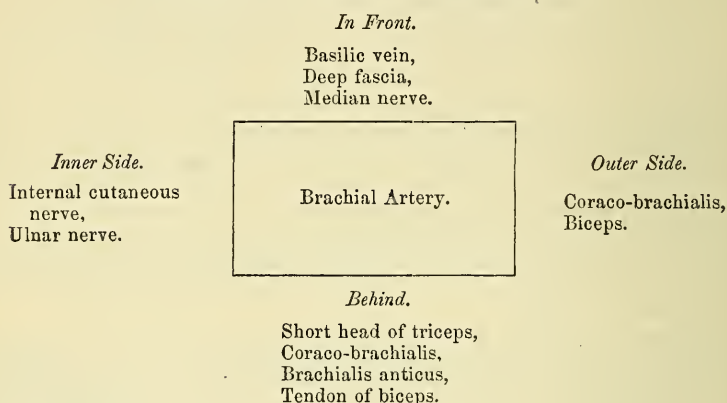 In Front.
Basilic vein,
Deep fascia,
Median nerve.
Inner Side.
Internal cutaneous
nerve,
Ulnar nerve.
Brachial Artery.
Outer Side.
Coraco-brachialis,
Biceps.
Behind.
Short head of triceps,
Coraco-brachialis,
Brachialis anticus,
Tendon of biceps.